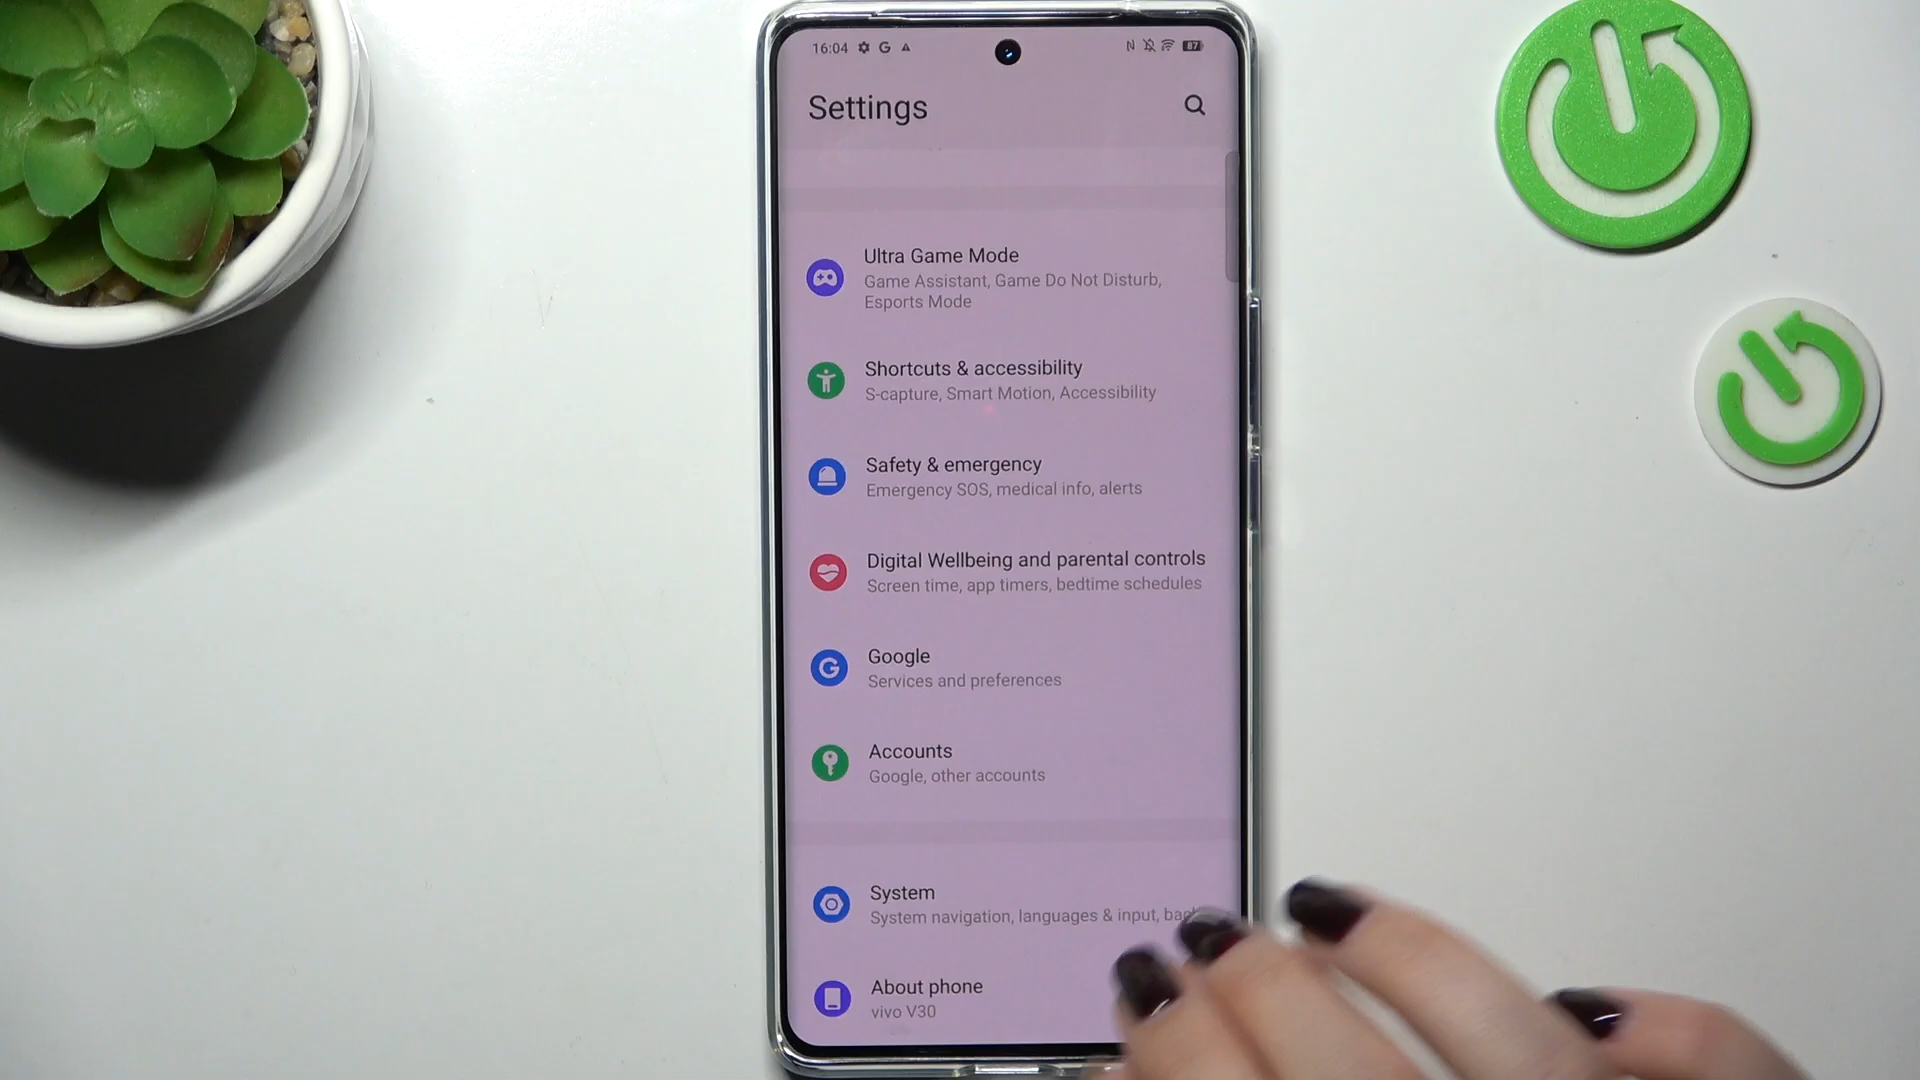 16:04
87
Settings
Ultra Game Mode
Game Assistant, Game Do Not Disturb,
Esports Mode
Shortcuts & accessibility
S-capture, Smart Motion, Accessibility
Safety & emergency
Emergency SOS, medical info, alerts
Digital Wellbeing and parental controls
Screen time, app timers, bedtime schedules
Google
Services and preferences
Accounts
Google, other accounts
System
System navigation, languages & input,
About phone
vivo V30